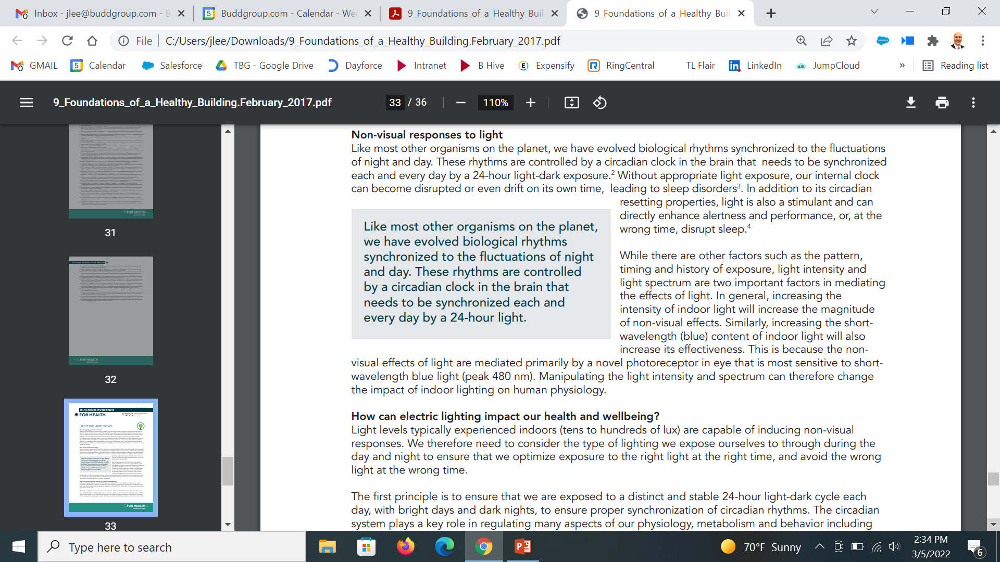 Inbox - jlee@buddgroup.com - B
Buddgroup.com - Calendar - We
9_Foundations_of_a_Healthy_Buil
9_Foundations_of_a_Healthy_Buil
File
C:/Users/jlee/Downloads/9_Foundations_of_a_Healthy_Building.February_2017.pdf
GMAIL
5
Calendar
Salesforce
TBG - Google Drive
Dayforce
Intranet
B Hive
Expensify
RingCentral
TL Flair
LinkedIn
JumpCloud
»
Reading list
9_Foundations_of_a_Healthy_Building.February_2017.pdf
33 / 36
110%
31
32
BUILDING EVIDENCE
FOR HEALTH
LIGHTING AND VIEWS
FOR HEALTH
33
Non-visual responses to light
Like most other organisms on the planet, we have evolved biological rhythms synchronized to the fluctuations
of night and day. These rhythms are controlled by a circadian clock in the brain that  needs to be synchronized
each and every day by a 24-hour light-dark exposure.² Without appropriate light exposure, our internal clock
can become disrupted or even drift on its own time,  leading to sleep disorders³. In addition to its circadian
resetting properties, light is also a stimulant and can
directly enhance alertness and performance, or, at the
wrong time, disrupt sleep.⁴
Like most other organisms on the planet,
we have evolved biological rhythms
synchronized to the fluctuations of night
and day. These rhythms are controlled
by a circadian clock in the brain that
needs to be synchronized each and
every day by a 24-hour light.
While there are other factors such as the pattern,
timing and history of exposure, light intensity and
light spectrum are two important factors in mediating
the effects of light. In general, increasing the
intensity of indoor light will increase the magnitude
of non-visual effects. Similarly, increasing the short-
wavelength (blue) content of indoor light will also
increase its effectiveness. This is because the non-
visual effects of light are mediated primarily by a novel photoreceptor in eye that is most sensitive to short-
wavelength blue light (peak 480 nm). Manipulating the light intensity and spectrum can therefore change
the impact of indoor lighting on human physiology.
How can electric lighting impact our health and wellbeing?
Light levels typically experienced indoors (tens to hundreds of lux) are capable of inducing non-visual
responses. We therefore need to consider the type of lighting we expose ourselves to through during the
day and night to ensure that we optimize exposure to the right light at the right time, and avoid the wrong
light at the wrong time.
The first principle is to ensure that we are exposed to a distinct and stable 24-hour light-dark cycle each
day, with bright days and dark nights, to ensure proper synchronization of circadian rhythms. The circadian
system plays a key role in regulating many aspects of our physiology, metabolism and behavior including
Type here to search
70°F Sunny
2:34 PM
3/5/2022
6